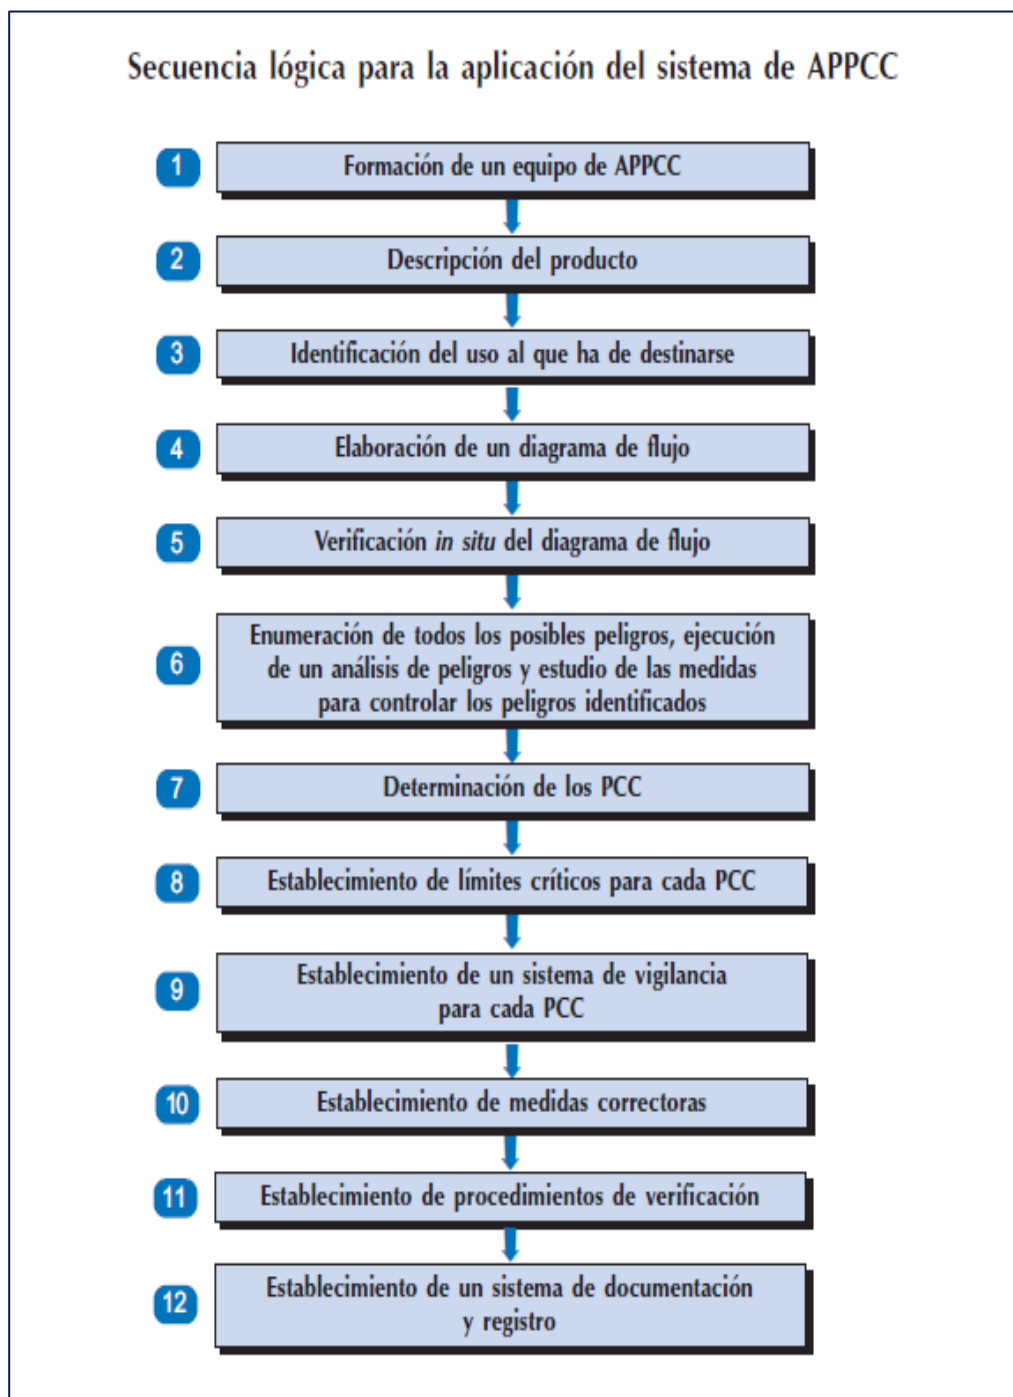 Secuencia lógica para la aplicación del sistema de APPCC
1
Formación de un equipo de APPCC
2
Descripción del producto
3
Identificación del uso al que ha de destinarse
4
Elaboración de un diagrama de flujo
5
Verificación in situ del diagrama de flujo
6
Enumeración de todos los posibles peligros, ejecución
de un análisis de peligros y estudio de las medidas
para controlar los peligros identificados
7
Determinación de los PCC
8
Establecimiento de límites críticos para cada PCC
9
Establecimiento de un sistema de vigilancia
para cada PCC
10
Establecimiento de medidas correctoras
11
Establecimiento de procedimientos de verificación
12
Establecimiento de un sistema de documentación
y registro